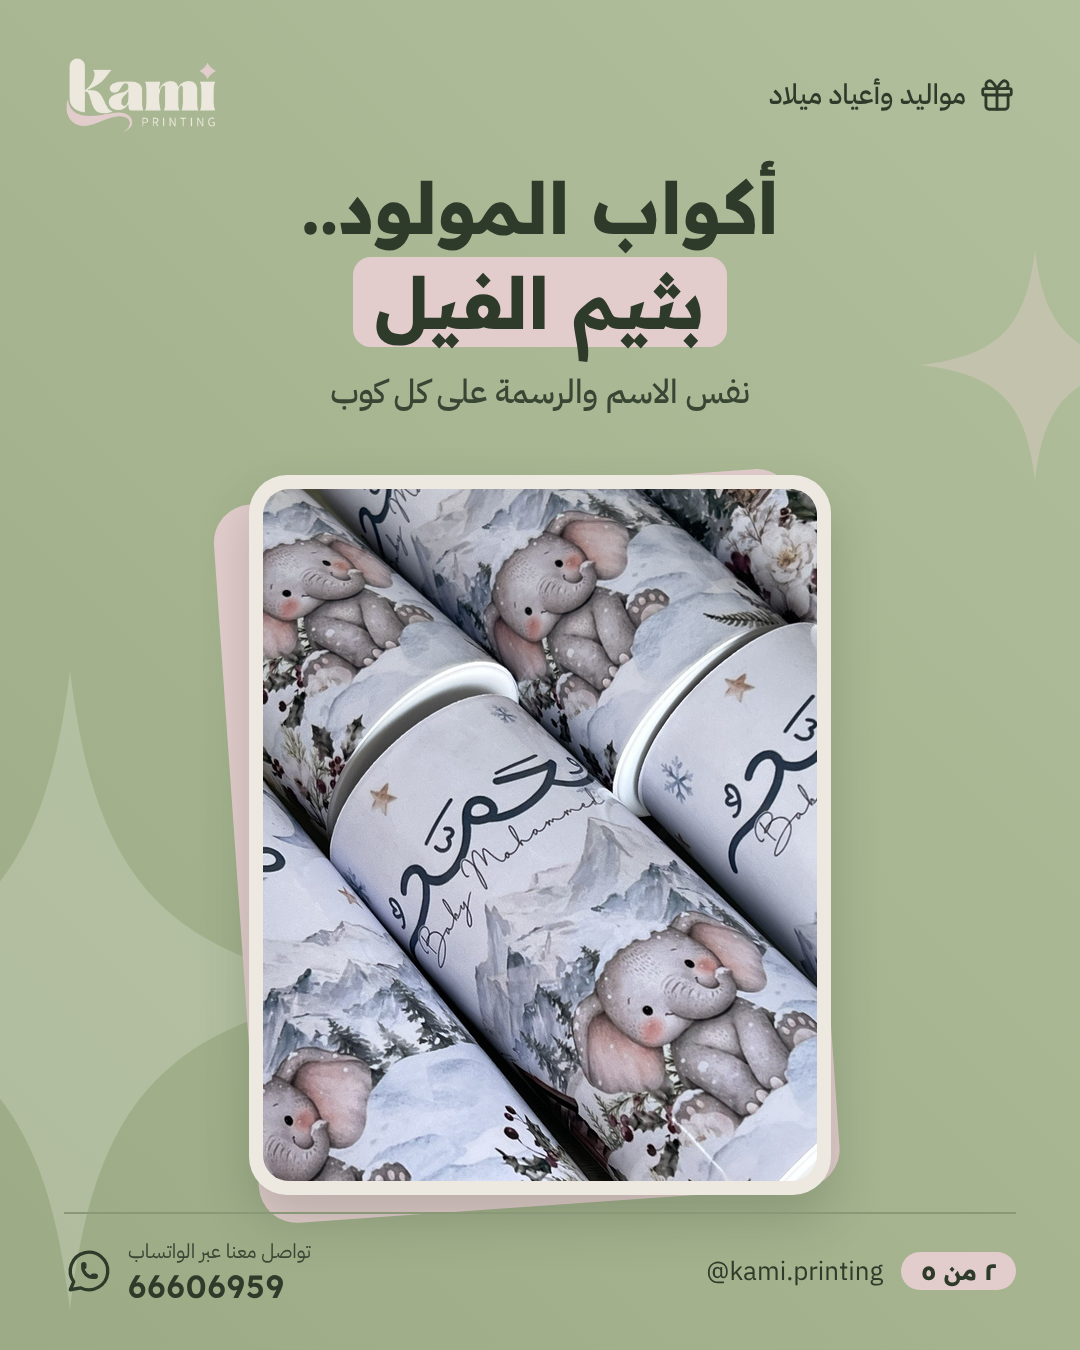 Kami
PRINTING
مواليد وأعياد ميلاد
أكواب المولود..
بثيم الفيل
نفس الاسم والرسمة على كل كوب
محمد
Baby Mohammed
Baby
تواصل معنا عبر الواتساب
66606959
@kami.printing
٢ من ٥